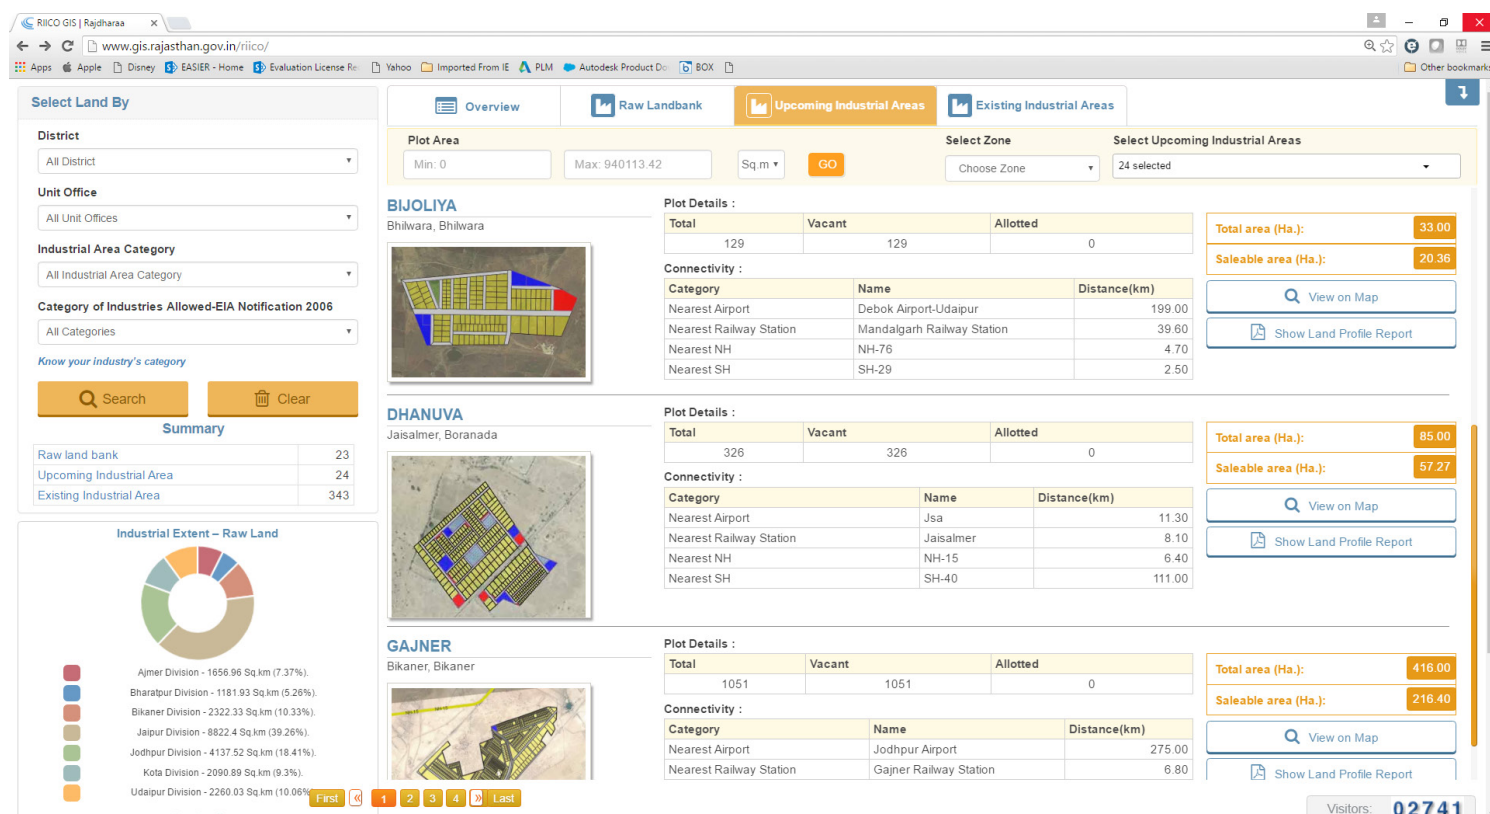 RIICO GIS | Rajdharaa
www.gis.rajasthan.gov.in/riico/
Apps Apple Disney EASIER - Home Evaluation License Re Yahoo Imported From IE PLM Autodesk Product Do BOX Other bookmarks
Select Land By
District
All District
Unit Office
All Unit Offices
Industrial Area Category
All Industrial Area Category
Category of Industries Allowed-EIA Notification 2006
All Categories
Know your industry's category
Search Clear
Summary
Raw land bank 23
Upcoming Industrial Area 24
Existing Industrial Area 343
Industrial Extent – Raw Land
Ajmer Division - 1656.96 Sq.km (7.37%).
Bharatpur Division - 1181.93 Sq.km (5.26%).
Bikaner Division - 2322.33 Sq.km (10.33%).
Jaipur Division - 8822.4 Sq.km (39.26%).
Jodhpur Division - 4137.52 Sq.km (18.41%).
Kota Division - 2090.89 Sq.km (9.3%).
Udaipur Division - 2260.03 Sq.km (10.06%
Overview Raw Landbank Upcoming Industrial Areas Existing Industrial Areas
Plot Area Select Zone Select Upcoming Industrial Areas
Min: 0 Max: 940113.42 Sq.m GO Choose Zone 24 selected
BIJOLIYA
Bhilwara, Bhilwara
Plot Details :
Total Vacant Allotted
129 129 0
Connectivity :
Category Name Distance(km)
Nearest Airport Debok Airport-Udaipur 199.00
Nearest Railway Station Mandalgarh Railway Station 39.60
Nearest NH NH-76 4.70
Nearest SH SH-29 2.50
Total area (Ha.): 33.00
Saleable area (Ha.): 20.36
View on Map
Show Land Profile Report
DHANUVA
Jaisalmer, Boranada
Plot Details :
Total Vacant Allotted
326 326 0
Connectivity :
Category Name Distance(km)
Nearest Airport Jsa 11.30
Nearest Railway Station Jaisalmer 8.10
Nearest NH NH-15 6.40
Nearest SH SH-40 111.00
Total area (Ha.): 85.00
Saleable area (Ha.): 57.27
View on Map
Show Land Profile Report
GAJNER
Bikaner, Bikaner
Plot Details :
Total Vacant Allotted
1051 1051 0
Connectivity :
Category Name Distance(km)
Nearest Airport Jodhpur Airport 275.00
Nearest Railway Station Gajner Railway Station 6.80
Total area (Ha.): 416.00
Saleable area (Ha.): 216.40
View on Map
Show Land Profile Report
First « 1 2 3 4 » Last
Visitors: 02741